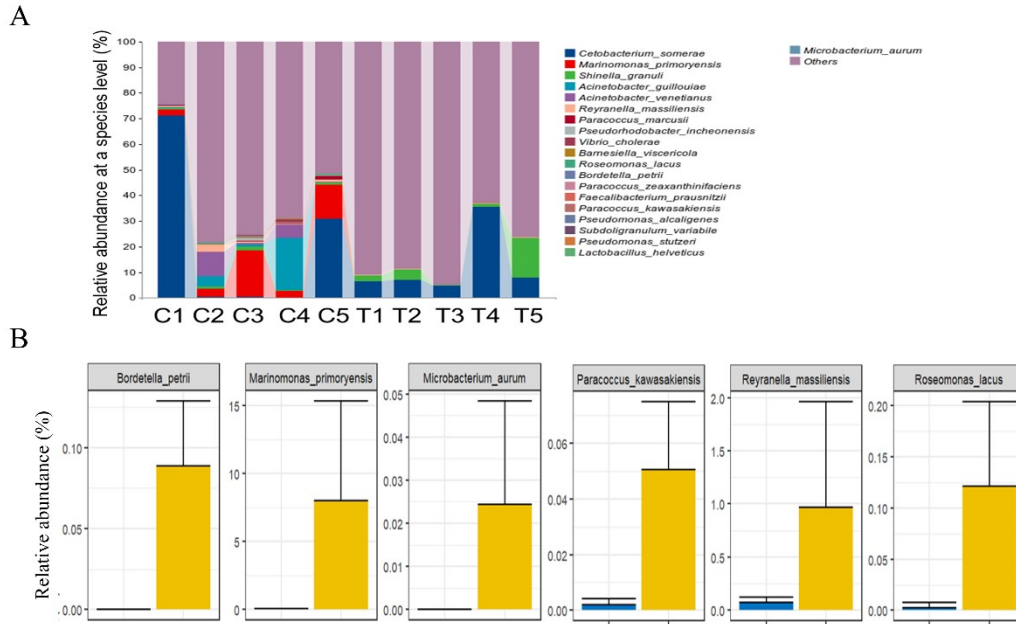 A
Relative abundance at a species level (%)
100
90
80
70
60
50
40
30
20
10
0
C1 C2 C3 C4 C5 T1 T2 T3 T4 T5
Cetobacterium_somerae
Marinomonas_primoryensis
Shinella_granuli
Acinetobacter_guillouiae
Acinetobacter_venetianus
Reyranella_massiliensis
Paracoccus_marcusii
Pseudorhodobacter_incheonensis
Vibrio_cholerae
Barnesiella_viscericola
Roseomonas_lacus
Bordetella_petrii
Paracoccus_zeaxanthinifaciens
Faecalibacterium_prausnitzii
Paracoccus_kawasakiensis
Pseudomonas_alcaligenes
Subdoligranulum_variabile
Pseudomonas_stutzeri
Lactobacillus_helveticus
Microbacterium_aurum
Others
B
Relative abundance (%)
Bordetella_petrii
0.10
0.05
0.00
Marinomonas_primoryensis
15
10
5
0
Microbacterium_aurum
0.05
0.04
0.03
0.02
0.01
0.00
Paracoccus_kawasakiensis
0.06
0.04
0.02
0.00
Reyranella_massiliensis
2.0
1.5
1.0
0.5
0.0
Roseomonas_lacus
0.20
0.15
0.10
0.05
0.00